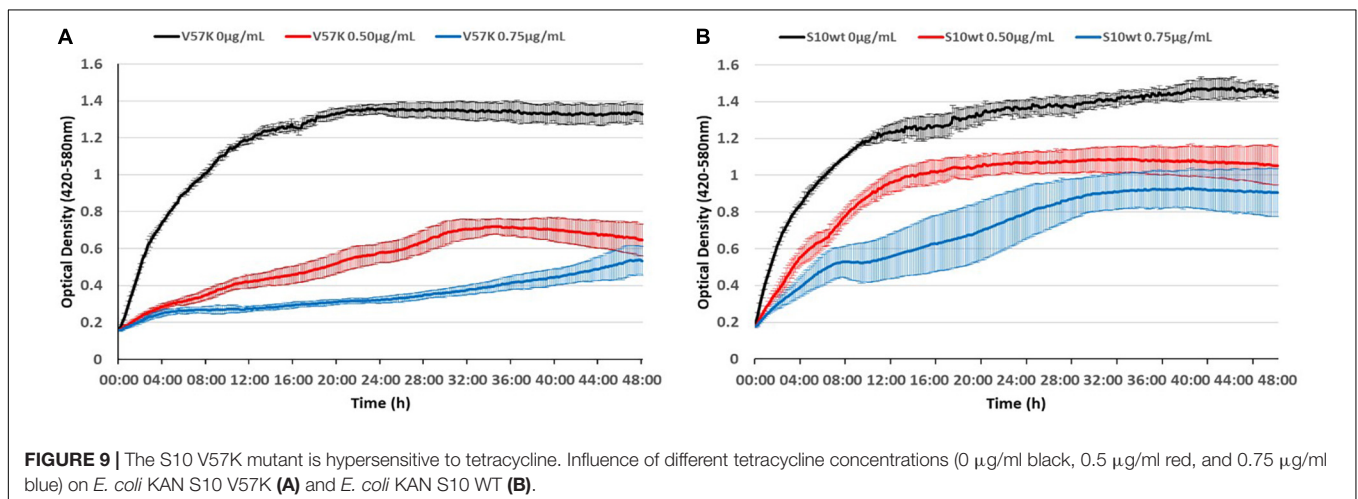 A
V57K 0µg/mL V57K 0.50µg/mL V57K 0.75µg/mL
1.6
1.4
1.2
1
0.8
0.6
0.4
0.2
0
Optical Density (420-580nm)
00:00 04:00 08:00 12:00 16:00 20:00 24:00 28:00 32:00 36:00 40:00 44:00 48:00
Time (h)
B
S10wt 0µg/mL S10wt 0.50µg/mL S10wt 0.75µg/mL
1.6
1.4
1.2
1
0.8
0.6
0.4
0.2
0
Optical Density (420-580nm)
00:00 04:00 08:00 12:00 16:00 20:00 24:00 28:00 32:00 36:00 40:00 44:00 48:00
Time (h)
FIGURE 9 | The S10 V57K mutant is hypersensitive to tetracycline. Influence of different tetracycline concentrations (0 µg/ml black, 0.5 µg/ml red, and 0.75 µg/ml
blue) on E. coli KAN S10 V57K (A) and E. coli KAN S10 WT (B).